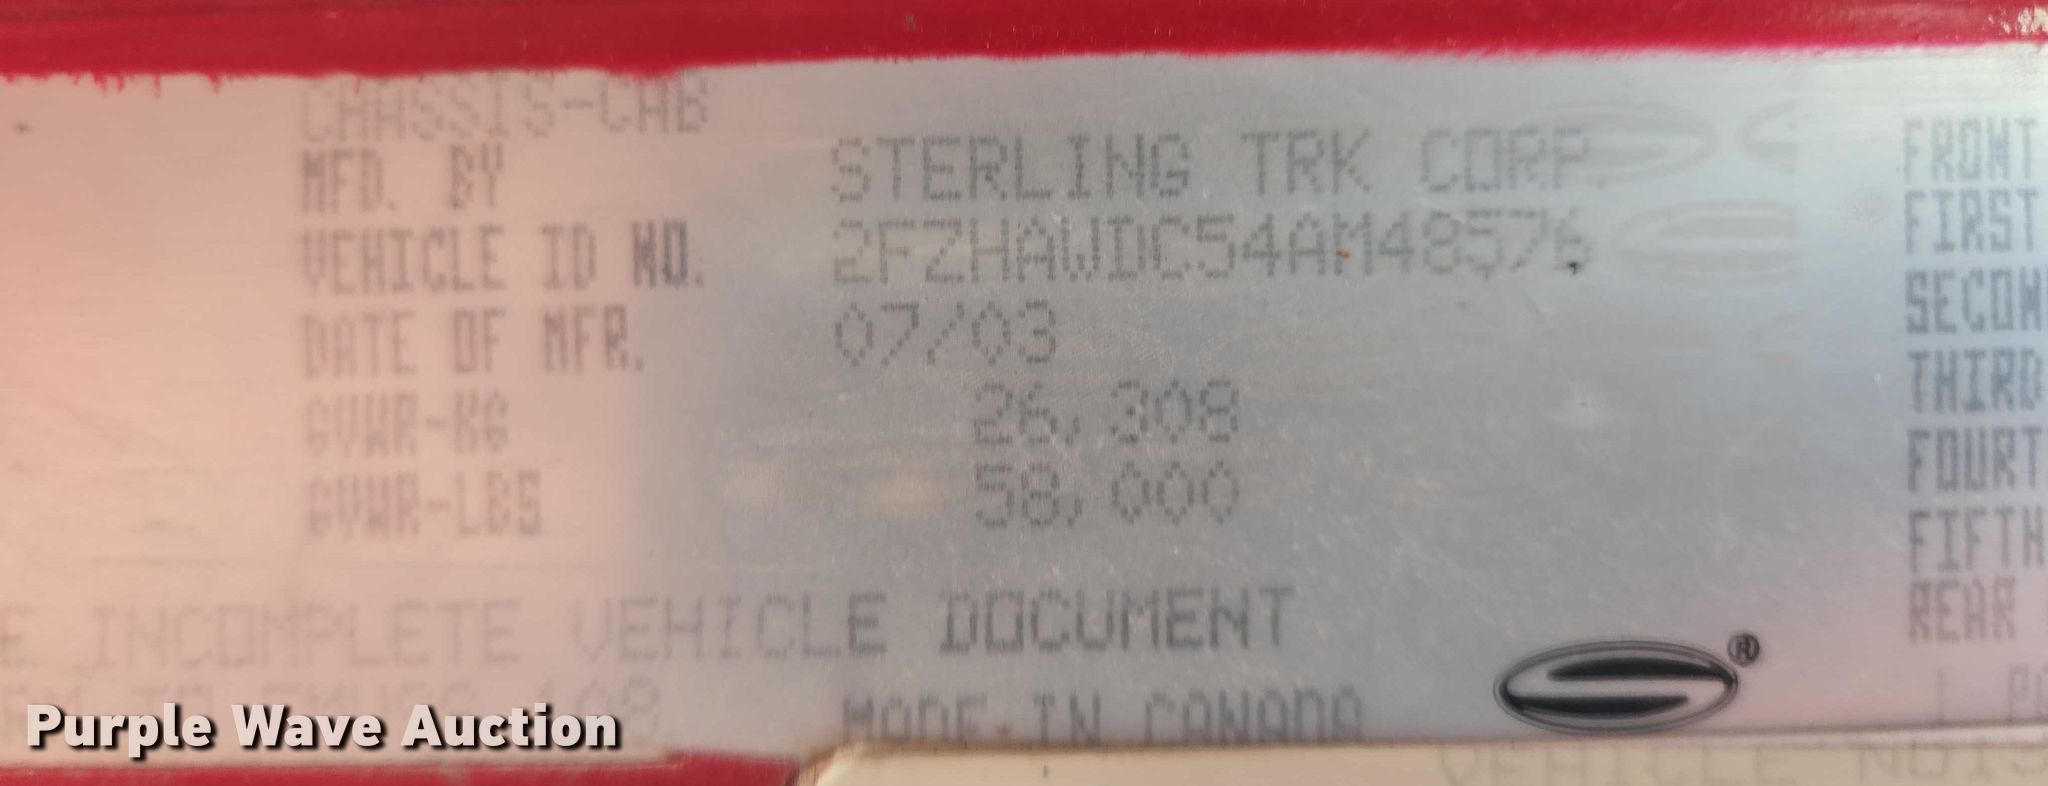 CHASSIS-CAB
MFD. BY STERLING TRK CORP.
VEHICLE ID NO. 2FZHAWDC54AM48576
DATE OF MFR. 07/03
GVWR-KG 26,308
GVWR-LBS 58,000
FRONT
FIRST
SECON
THIRD
FOURT
FIFTH
REAR
E INCOMPLETE VEHICLE DOCUMENT
MADE IN CANADA
®
VEHICLE NOIS
Purple Wave Auction